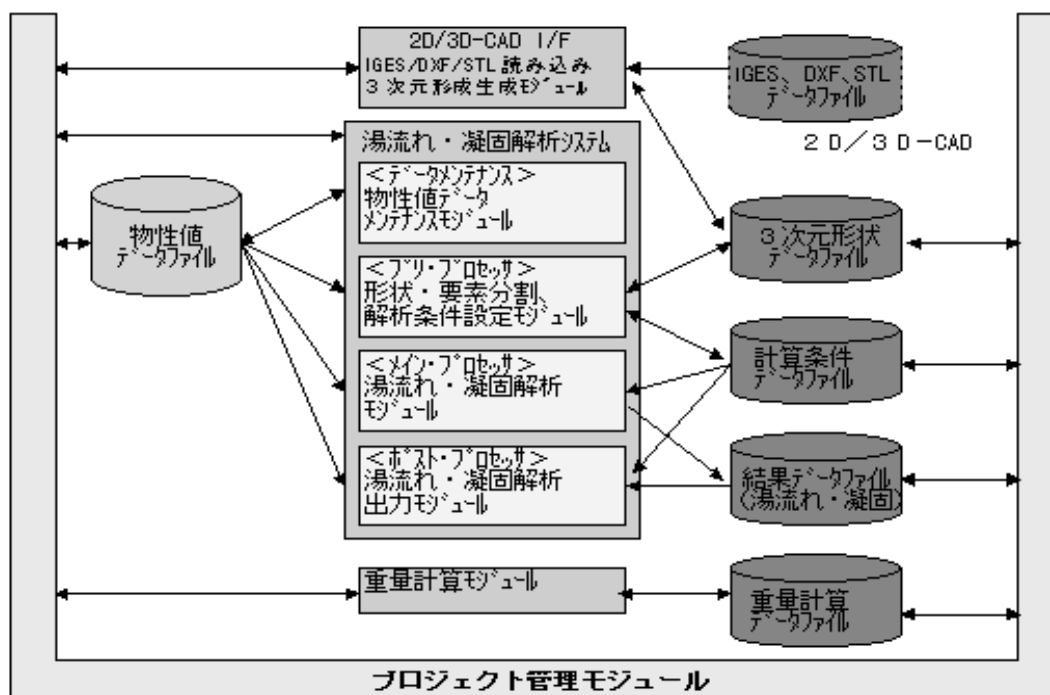 2D/3D-CAD I/F
IGES/DXF/STL 読み込み
3次元形成生成ﾓｼﾞｭｰﾙ
IGES、DXF、STL
ﾃﾞｰﾀﾌｧｲﾙ
2D/3D-CAD
湯流れ・凝固解析ｼｽﾃﾑ
<ﾃﾞｰﾀﾒﾝﾃﾅﾝｽ>
物性値ﾃﾞｰﾀ
ﾒﾝﾃﾅﾝｽﾓｼﾞｭｰﾙ
物性値
ﾃﾞｰﾀﾌｧｲﾙ
3次元形状
ﾃﾞｰﾀﾌｧｲﾙ
<ﾌﾟﾘ・ﾌﾟﾛｾｯｻ>
形状・要素分割、
解析条件設定ﾓｼﾞｭｰﾙ
計算条件
ﾃﾞｰﾀﾌｧｲﾙ
<ﾒｲﾝ・ﾌﾟﾛｾｯｻ>
湯流れ・凝固解析
ﾓｼﾞｭｰﾙ
<ﾎﾟｽﾄ・ﾌﾟﾛｾｯｻ>
湯流れ・凝固解析
出力ﾓｼﾞｭｰﾙ
結果ﾃﾞｰﾀﾌｧｲﾙ
(湯流れ・凝固)
重量計算ﾓｼﾞｭｰﾙ
重量計算
ﾃﾞｰﾀﾌｧｲﾙ
プロジェクト管理モジュール